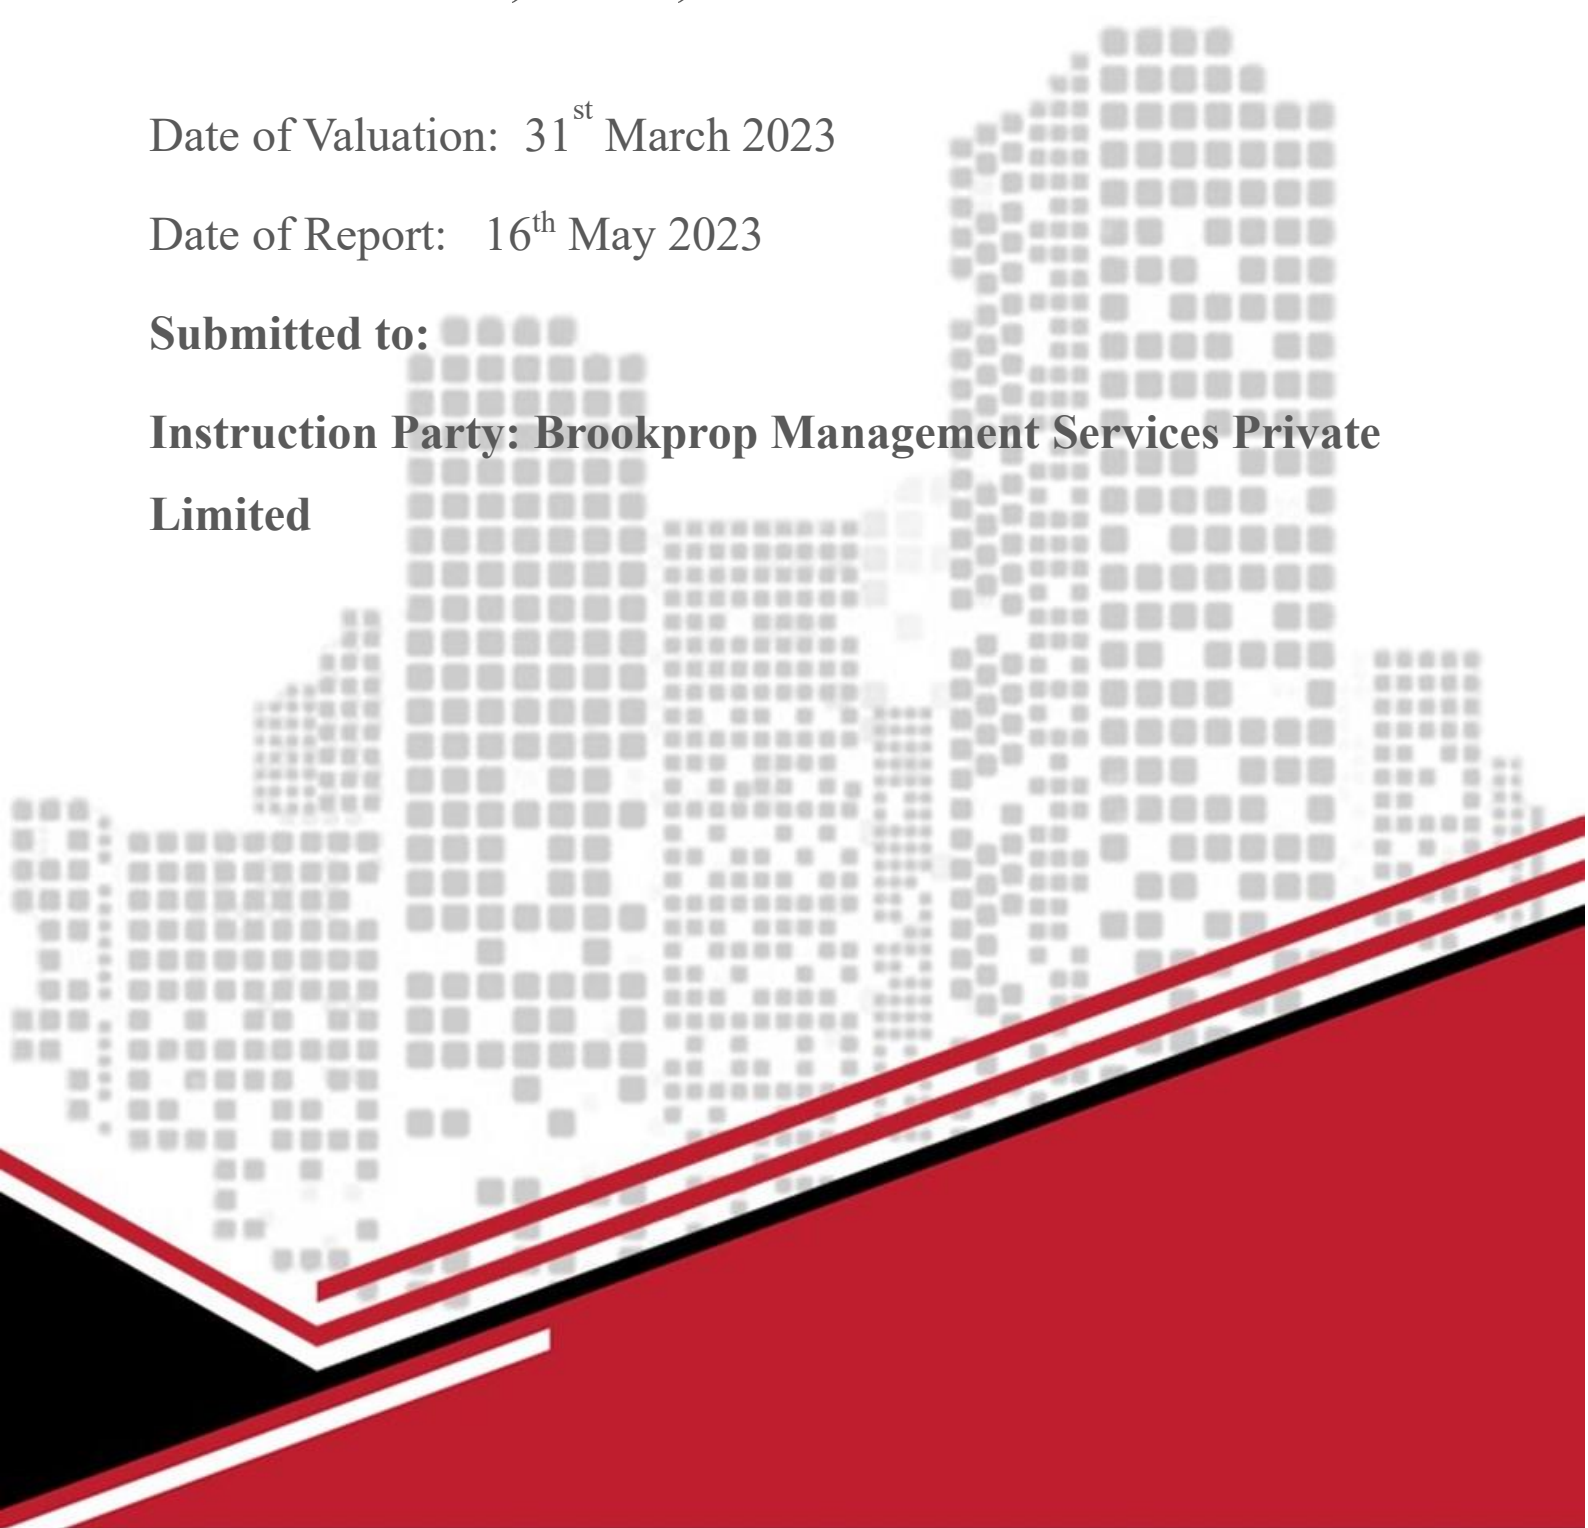 Date of Valuation: 31st March 2023
Date of Report: 16th May 2023
Submitted to:
Instruction Party: Brookprop Management Services Private
Limited